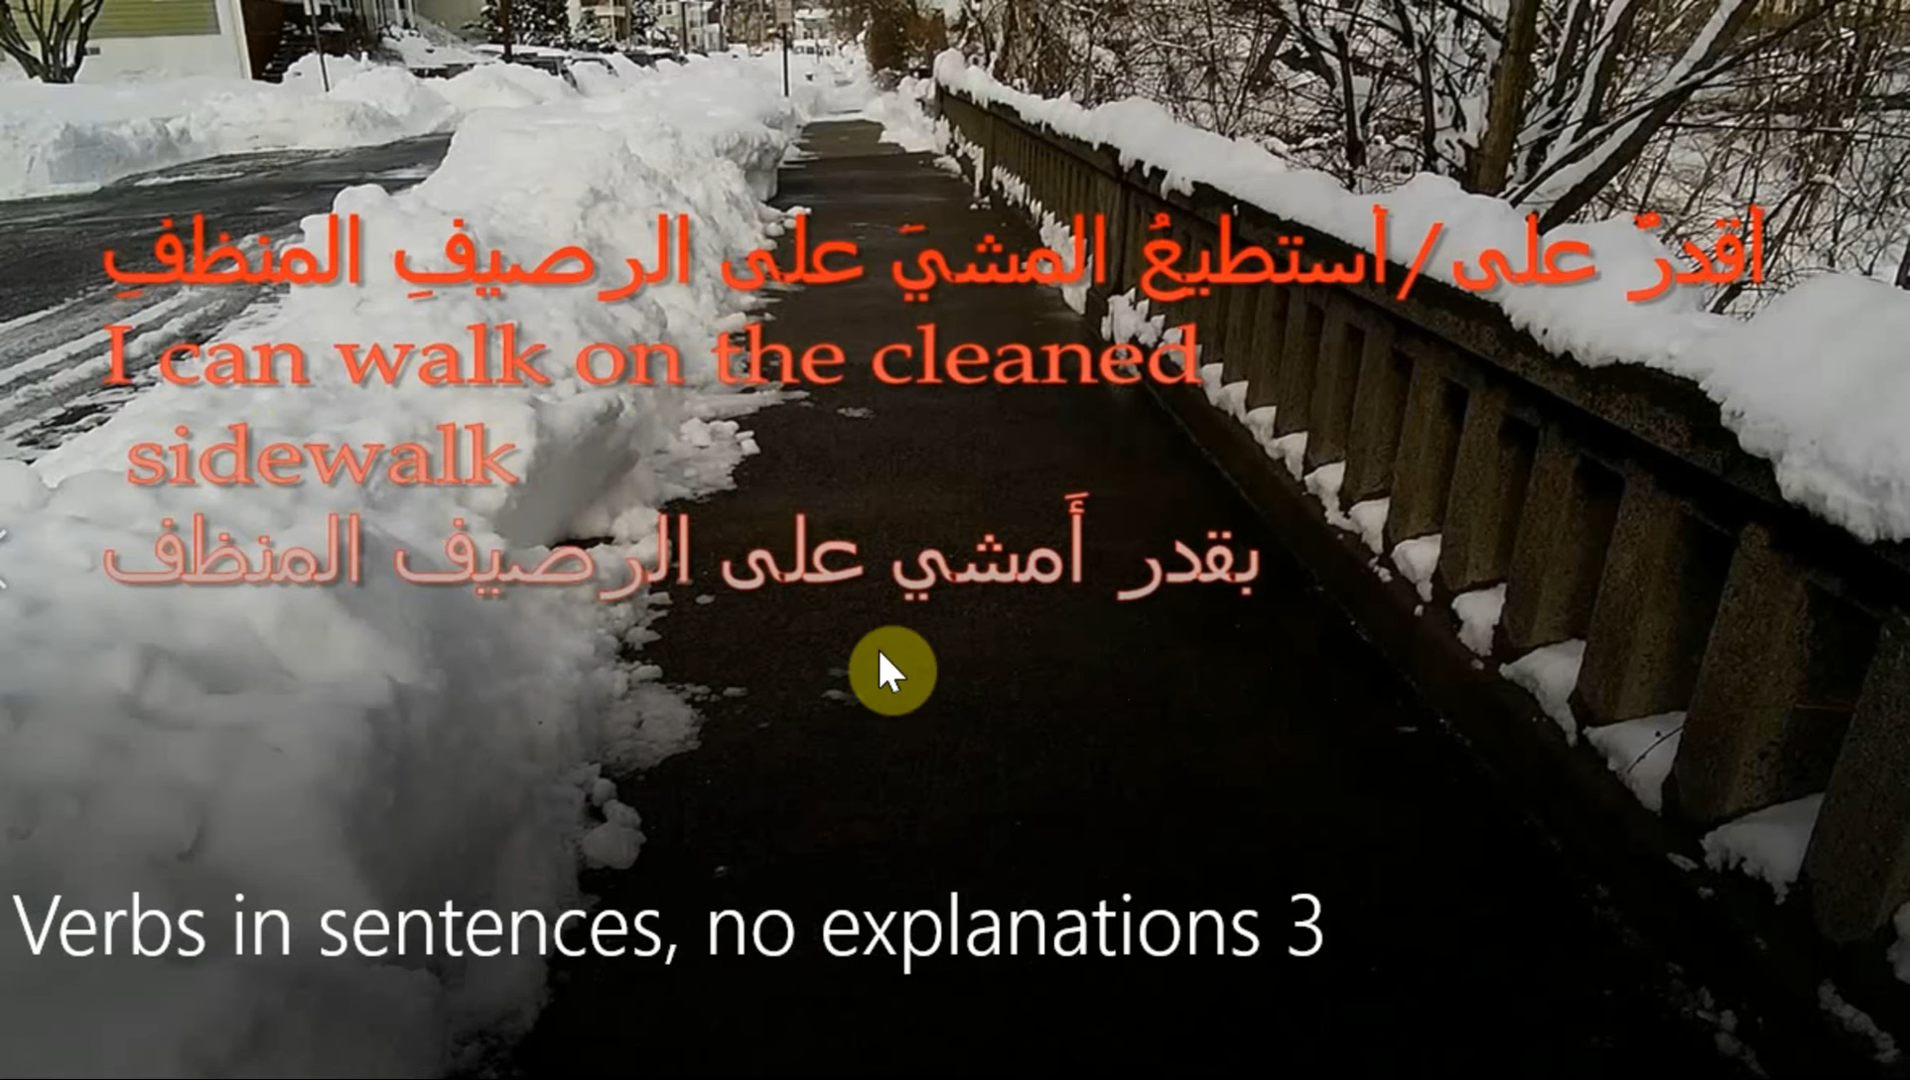 أقدرٌ على/أستطيعُ المشيَ على الرصيفِ المنظفِ
I can walk on the cleaned
sidewalk
بقدر أَمشي على الرصيف المنظف
Verbs in sentences, no explanations 3